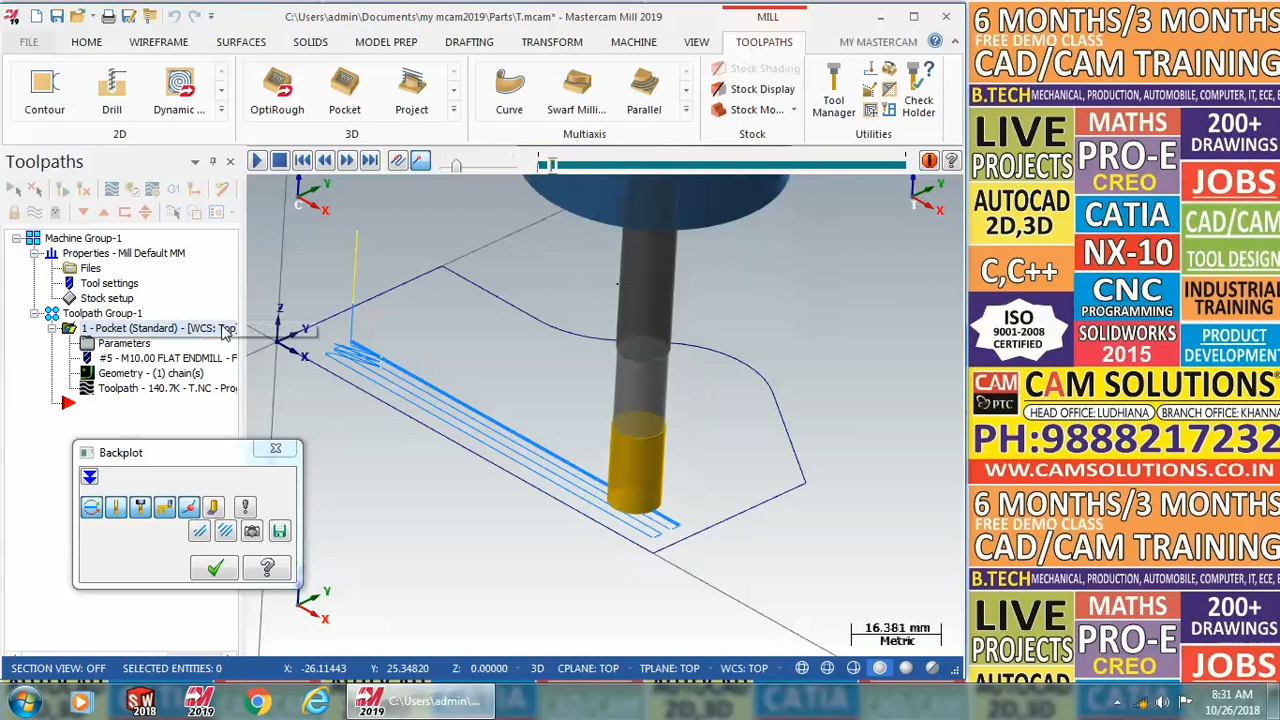 C:\Users\admin\Documents\my mcam2019\Parts\T.mcam* - Mastercam Mill 2019
MILL
FILE
HOME
WIREFRAME
SURFACES
SOLIDS
MODEL PREP
DRAFTING
TRANSFORM
MACHINE
VIEW
TOOLPATHS
MY MASTERCAM
Contour
Drill
Dynamic ...
2D
OptiRough
Pocket
Project
3D
Curve
Swarf Milli...
Parallel
Multiaxis
Stock Shading
Stock Display
Stock Mo...
Stock
Tool Manager
Check Holder
Utilities
Toolpaths
Machine Group-1
Properties - Mill Default MM
Files
Tool settings
Stock setup
Toolpath Group-1
1 - Pocket (Standard) - [WCS: Top
Parameters
#5 - M10.00 FLAT ENDMILL - F
Geometry - (1) chain(s)
Toolpath - 140.7K - T.NC - Pro
Backplot
C
Y
X
T
Y
X
Z
Y
X
Y
X
16.381 mm
Metric
SECTION VIEW: OFF
SELECTED ENTITIES: 0
X: -26.11443
Y: 25.34820
Z: 0.00000
3D
CPLANE: TOP
TPLANE: TOP
WCS: TOP
2018
2019
C:\Users\admin\...
8:31 AM
10/26/2018
6 MONTHS/3 MONTHS
FREE DEMO CLASS
CAD/CAM TRAINING
B.TECH MECHANICAL, PRODUCTION, AUTOMOBILE, COMPUTER, IT, ECE, E
LIVE PROJECTS
MATHS
200+ DRAWINGS
PRO-E
CREO
JOBS
AUTOCAD 2D,3D
CATIA
CAD/CAM
NX-10
TOOL DESIGN
C,C++
CNC
PROGRAMMING
INDUSTRIAL TRAINING
ISO
9001-2008
CERTIFIED
SOLIDWORKS
2015
PRODUCT DEVELOPMENT
CAM
PTC
CAM SOLUTIONS
HEAD OFFICE: LUDHIANA
BRANCH OFFICE: KHANNA
PH:9888217232
WWW.CAMSOLUTIONS.CO.IN
6 MONTHS/3 MONTHS
FREE DEMO CLASS
CAD/CAM TRAINING
B.TECH MECHANICAL, PRODUCTION, AUTOMOBILE, COMPUTER, IT, ECE, E
LIVE PROJECTS
MATHS
200+ DRAWINGS
PRO-E
JOBS